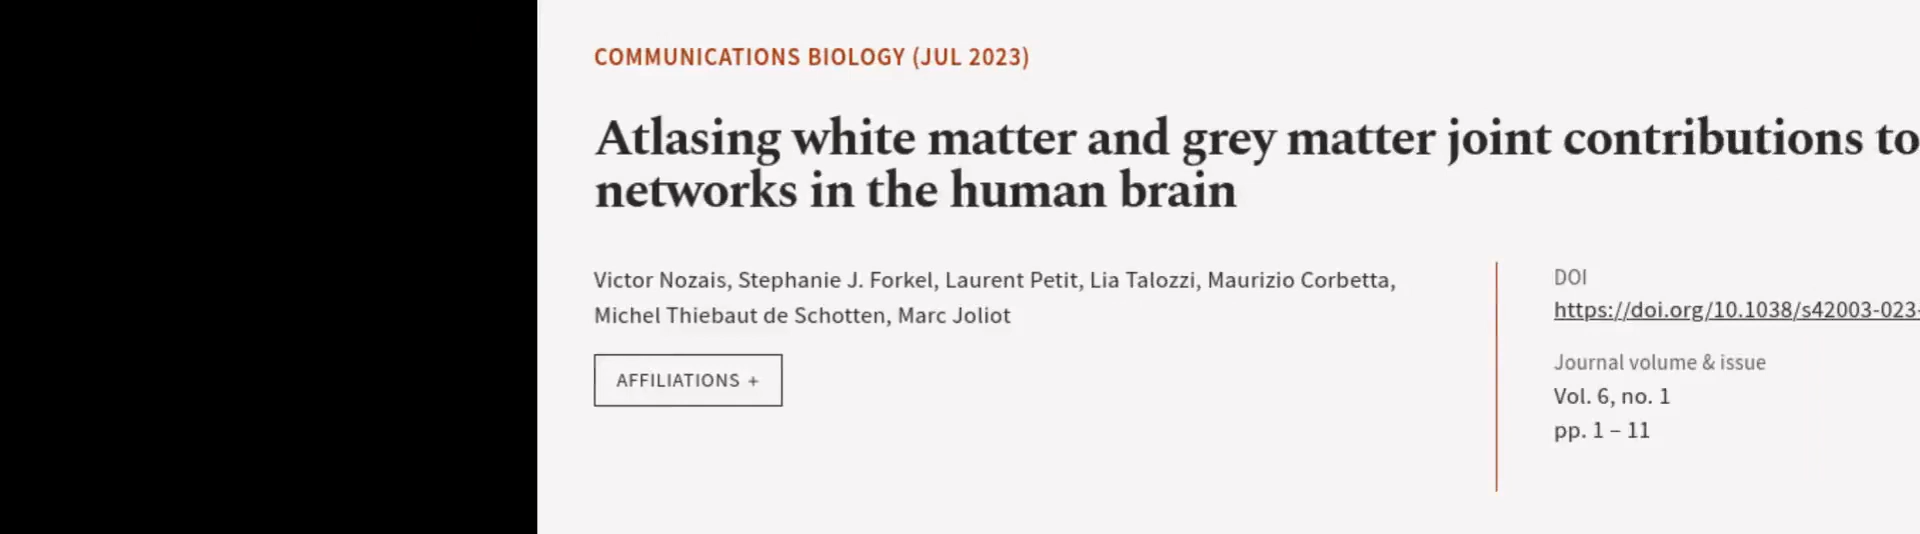 COMMUNICATIONS BIOLOGY (JUL 2023)
Atlasing white matter and grey matter joint contributions to
networks in the human brain
Victor Nozais, Stephanie J. Forkel, Laurent Petit, Lia Talozzi, Maurizio Corbetta,
Michel Thiebaut de Schotten, Marc Joliot
AFFILIATIONS +
DOI
https://doi.org/10.1038/s42003-023-
Journal volume & issue
Vol. 6, no. 1
pp. 1 – 11